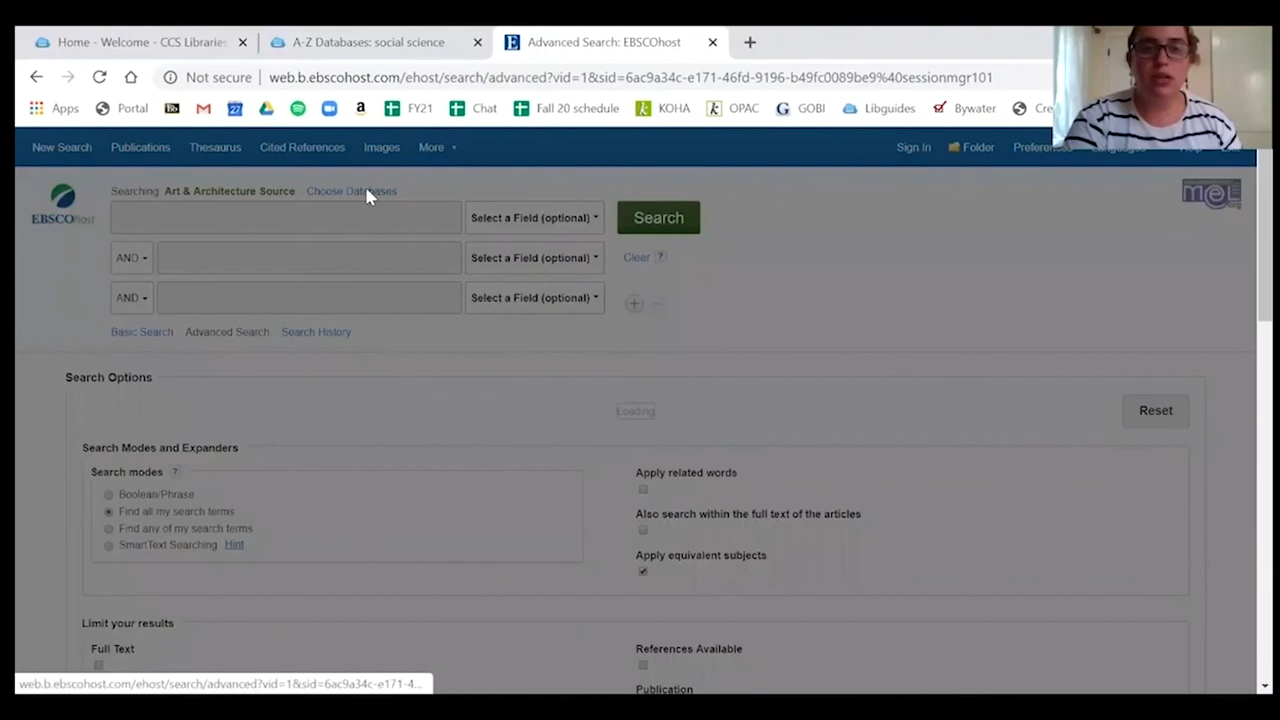 Home - Welcome - CCS Libraries
A-Z Databases: social science
E Advanced Search: EBSCOhost
Not secure web.b.ebscohost.com/ehost/search/advanced?vid=1&sid=6ac9a34c-e171-46fd-9196-b49fc0089be9%40sessionmgr101
Apps Portal Gmail 27 FY21 Chat Fall 20 schedule KOHA OPAC G GOBI Libguides Bywater Cre
New Search Publications Thesaurus Cited References Images More Sign In Folder Preferences
Searching: Art & Architecture Source Choose Databases
EBSCOhost
mel
Select a Field (optional) Search
AND Select a Field (optional) Clear ?
AND Select a Field (optional)
Basic Search Advanced Search Search History
Search Options
Loading
Reset
Search Modes and Expanders
Search modes ?
Boolean/Phrase
Find all my search terms
Find any of my search terms
SmartText Searching Hint
Apply related words
Also search within the full text of the articles
Apply equivalent subjects
Limit your results
Full Text
References Available
Publication
web.b.ebscohost.com/ehost/search/advanced?vid=1&sid=6ac9a34c-e171-4...